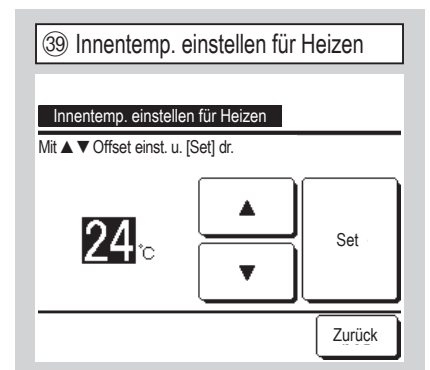 ㊴ Innentemp. einstellen für Heizen
Innentemp. einstellen für Heizen
Mit ▲ ▼ Offset einst. u. [Set] dr.
▲
24°C
Set
▼
Zurück